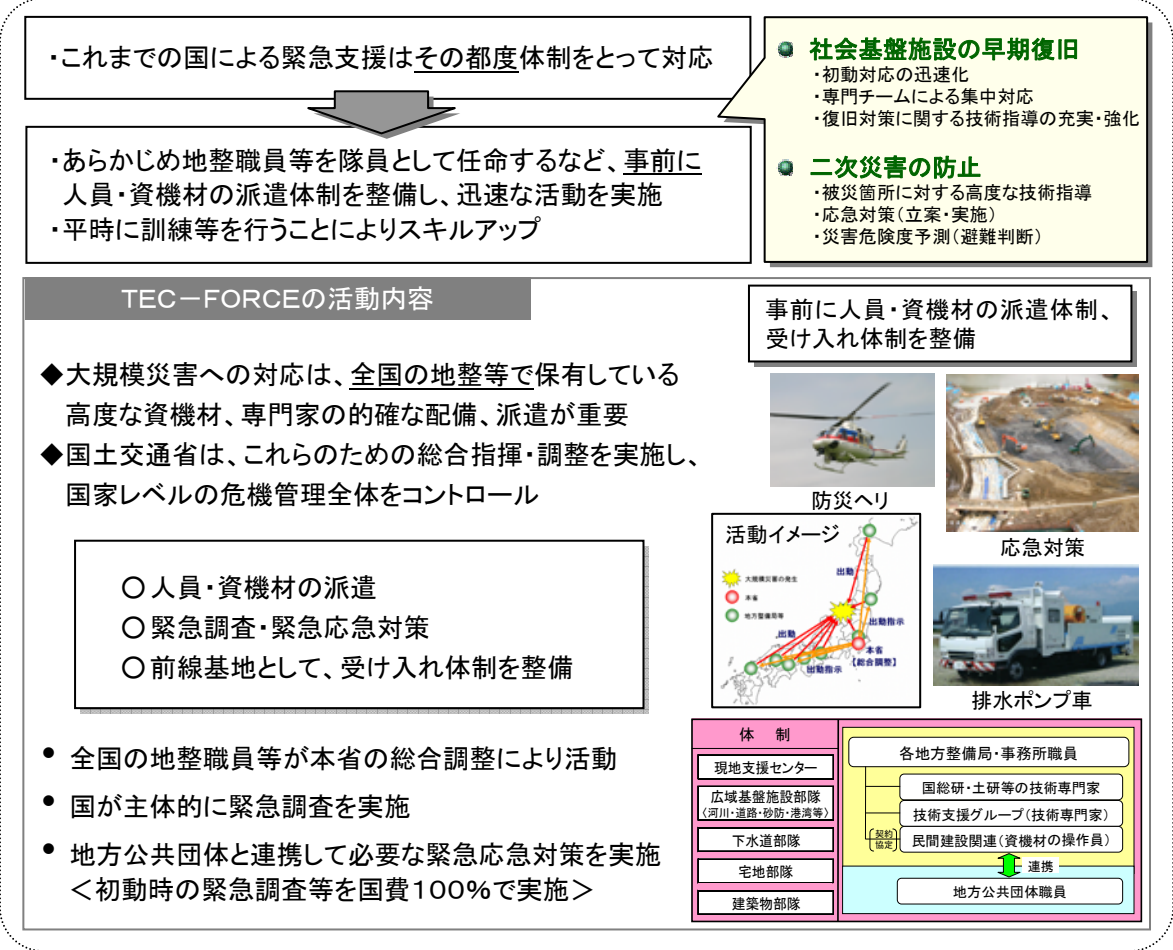 ・これまでの国による緊急支援はその都度体制をとって対応
・あらかじめ地整職員等を隊員として任命するなど、事前に
人員・資機材の派遣体制を整備し、迅速な活動を実施
・平時に訓練等を行うことによりスキルアップ
社会基盤施設の早期復旧
・初動対応の迅速化
・専門チームによる集中対応
・復旧対策に関する技術指導の充実・強化
二次災害の防止
・被災箇所に対する高度な技術指導
・応急対策（立案・実施）
・災害危険度予測（避難判断）
TEC－FORCEの活動内容
◆大規模災害への対応は、全国の地整等で保有している
高度な資機材、専門家の的確な配備、派遣が重要
◆国土交通省は、これらのための総合指揮・調整を実施し、
国家レベルの危機管理全体をコントロール
〇人員・資機材の派遣
〇緊急調査・緊急応急対策
〇前線基地として、受け入れ体制を整備
• 全国の地整職員等が本省の総合調整により活動
• 国が主体的に緊急調査を実施
• 地方公共団体と連携して必要な緊急応急対策を実施
＜初動時の緊急調査等を国費100％で実施＞
事前に人員・資機材の派遣体制、
受け入れ体制を整備
防災ヘリ
応急対策
排水ポンプ車
活動イメージ
大規模災害の発生
本省
地方整備局等
出動
出動指示
出動
出動指示
本省
【総合調整】
体 制
現地支援センター
広域基盤施設部隊
〈河川・道路・砂防・港湾等〉
下水道部隊
宅地部隊
建築物部隊
各地方整備局・事務所職員
国総研・土研等の技術専門家
技術支援グループ（技術専門家）
契約
協定
民間建設関連（資機材の操作員）
連携
地方公共団体職員